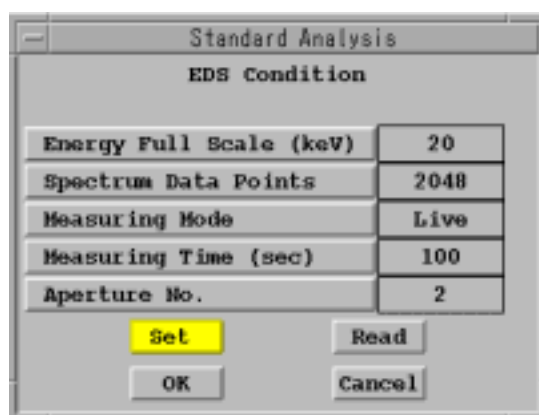 Standard Analysis
EDS Condition
Energy Full Scale (keV) 20
Spectrum Data Points 2048
Measuring Mode Live
Measuring Time (sec) 100
Aperture No. 2
Set Read
OK Cancel